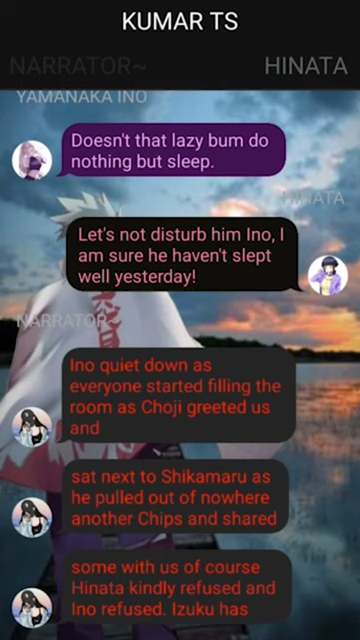 KUMAR TS
NARRATOR~
HINATA
YAMANAKA INO
Doesn't that lazy bum do
nothing but sleep.
HINATA
Let's not disturb him Ino, I
am sure he haven't slept
well yesterday!
NARRATOR~
Ino quiet down as
everyone started filling the
room as Choji greeted us
and
sat next to Shikamaru as
he pulled out of nowhere
another Chips and shared
some with us of course
Hinata kindly refused and
Ino refused. Izuku has